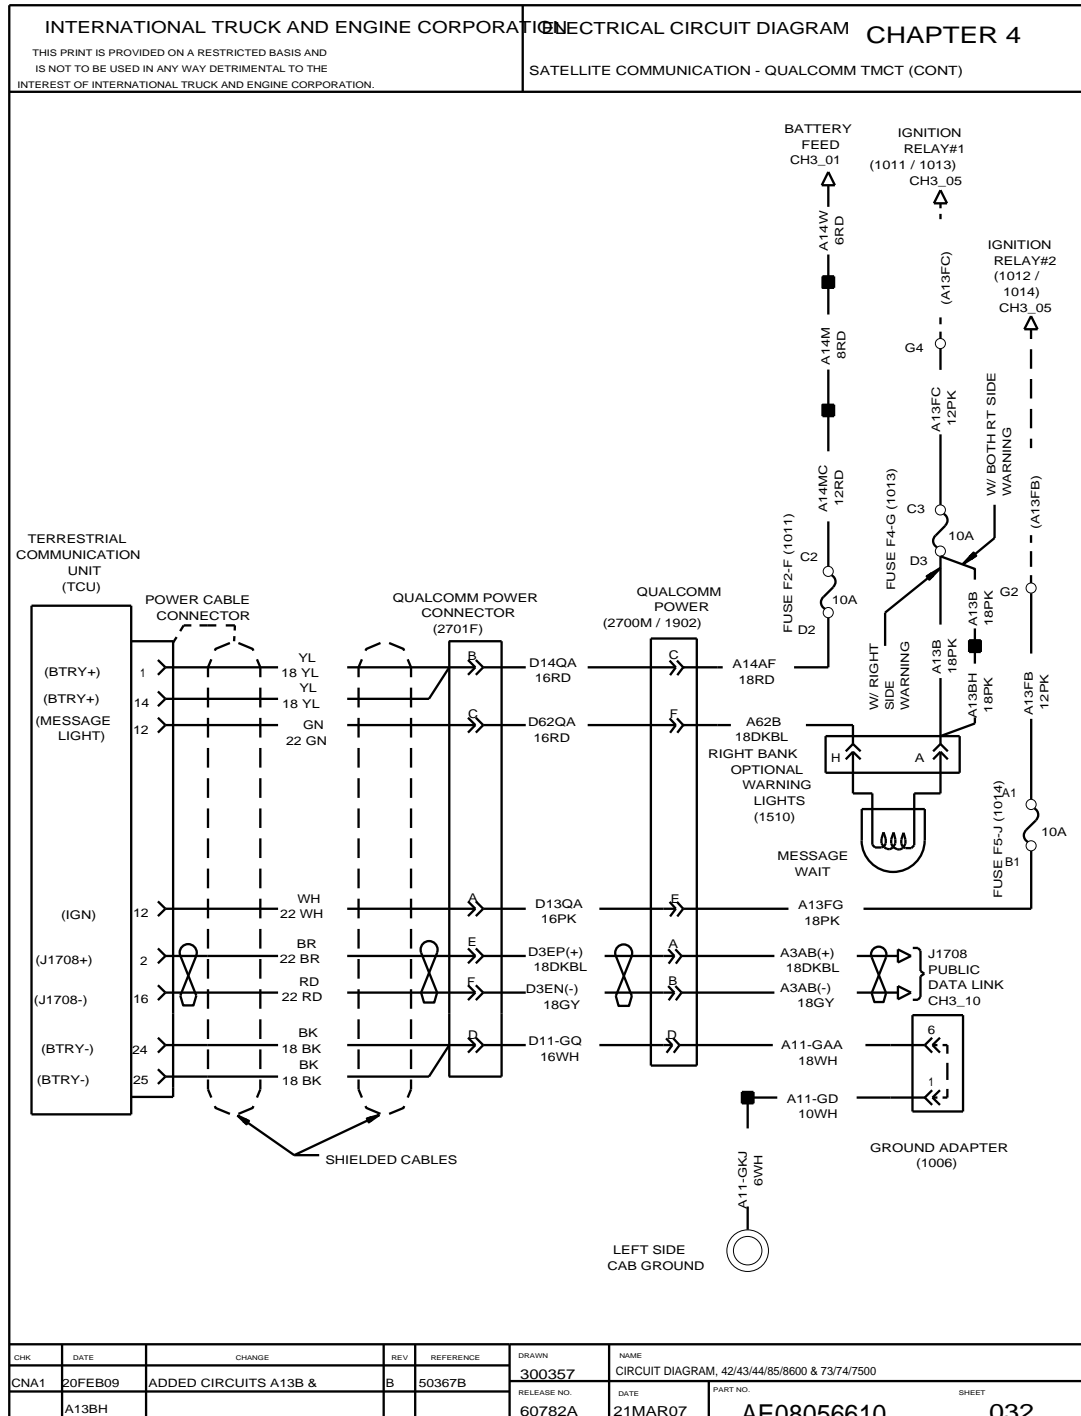 INTERNATIONAL TRUCK AND ENGINE CORPORATION
THIS PRINT IS PROVIDED ON A RESTRICTED BASIS AND
IS NOT TO BE USED IN ANY WAY DETRIMENTAL TO THE
INTEREST OF INTERNATIONAL TRUCK AND ENGINE CORPORATION.
ELECTRICAL CIRCUIT DIAGRAM
CHAPTER 4
SATELLITE COMMUNICATION - QUALCOMM TMCT (CONT)
BATTERY
FEED
CH3_01
IGNITION
RELAY#1
(1011 / 1013)
CH3_05
IGNITION
RELAY#2
(1012 /
1014)
CH3_05
A14W
6RD
A14M
8RD
A14MC
12RD
FUSE F2-F (1011)
C2
10A
D2
(A13FC)
G4
A13FC
12PK
FUSE F4-G (1013)
C3
10A
D3
W/ BOTH RT SIDE
WARNING
(A13FB)
G2
A13B
18PK
A13B
18PK
A13BH
18PK
W/ RIGHT
SIDE
WARNING
A13FB
12PK
FUSE F5-J (1014)
A1
10A
B1
TERRESTRIAL
COMMUNICATION
UNIT
(TCU)
POWER CABLE
CONNECTOR
QUALCOMM POWER
CONNECTOR
(2701F)
QUALCOMM
POWER
(2700M / 1902)
(BTRY+)
1
YL
18 YL
B
D14QA
16RD
C
A14AF
18RD
(BTRY+)
14
YL
18 YL
(MESSAGE
LIGHT)
12
GN
22 GN
C
D62QA
16RD
F
A62B
18DKBL
RIGHT BANK
OPTIONAL
WARNING
LIGHTS
(1510)
H
A
MESSAGE
WAIT
(IGN)
12
WH
22 WH
A
D13QA
16PK
E
A13FG
18PK
(J1708+)
2
BR
22 BR
E
D3EP(+)
18DKBL
A
A3AB(+)
18DKBL
J1708
PUBLIC
DATA LINK
CH3_10
(J1708-)
16
RD
22 RD
F
D3EN(-)
18GY
B
A3AB(-)
18GY
(BTRY-)
24
BK
18 BK
D
D11-GQ
16WH
D
A11-GAA
18WH
6
(BTRY-)
25
BK
18 BK
A11-GD
10WH
1
SHIELDED CABLES
GROUND ADAPTER
(1006)
A11-GKJ
6WH
LEFT SIDE
CAB GROUND
CHK DATE CHANGE REV REFERENCE
CNA1 20FEB09 ADDED CIRCUITS A13B & B 50367B
A13BH
DRAWN
300357
NAME
CIRCUIT DIAGRAM, 42/43/44/85/8600 & 73/74/7500
RELEASE NO.
60782A
DATE
21MAR07
PART NO.
AE08056610
SHEET
032